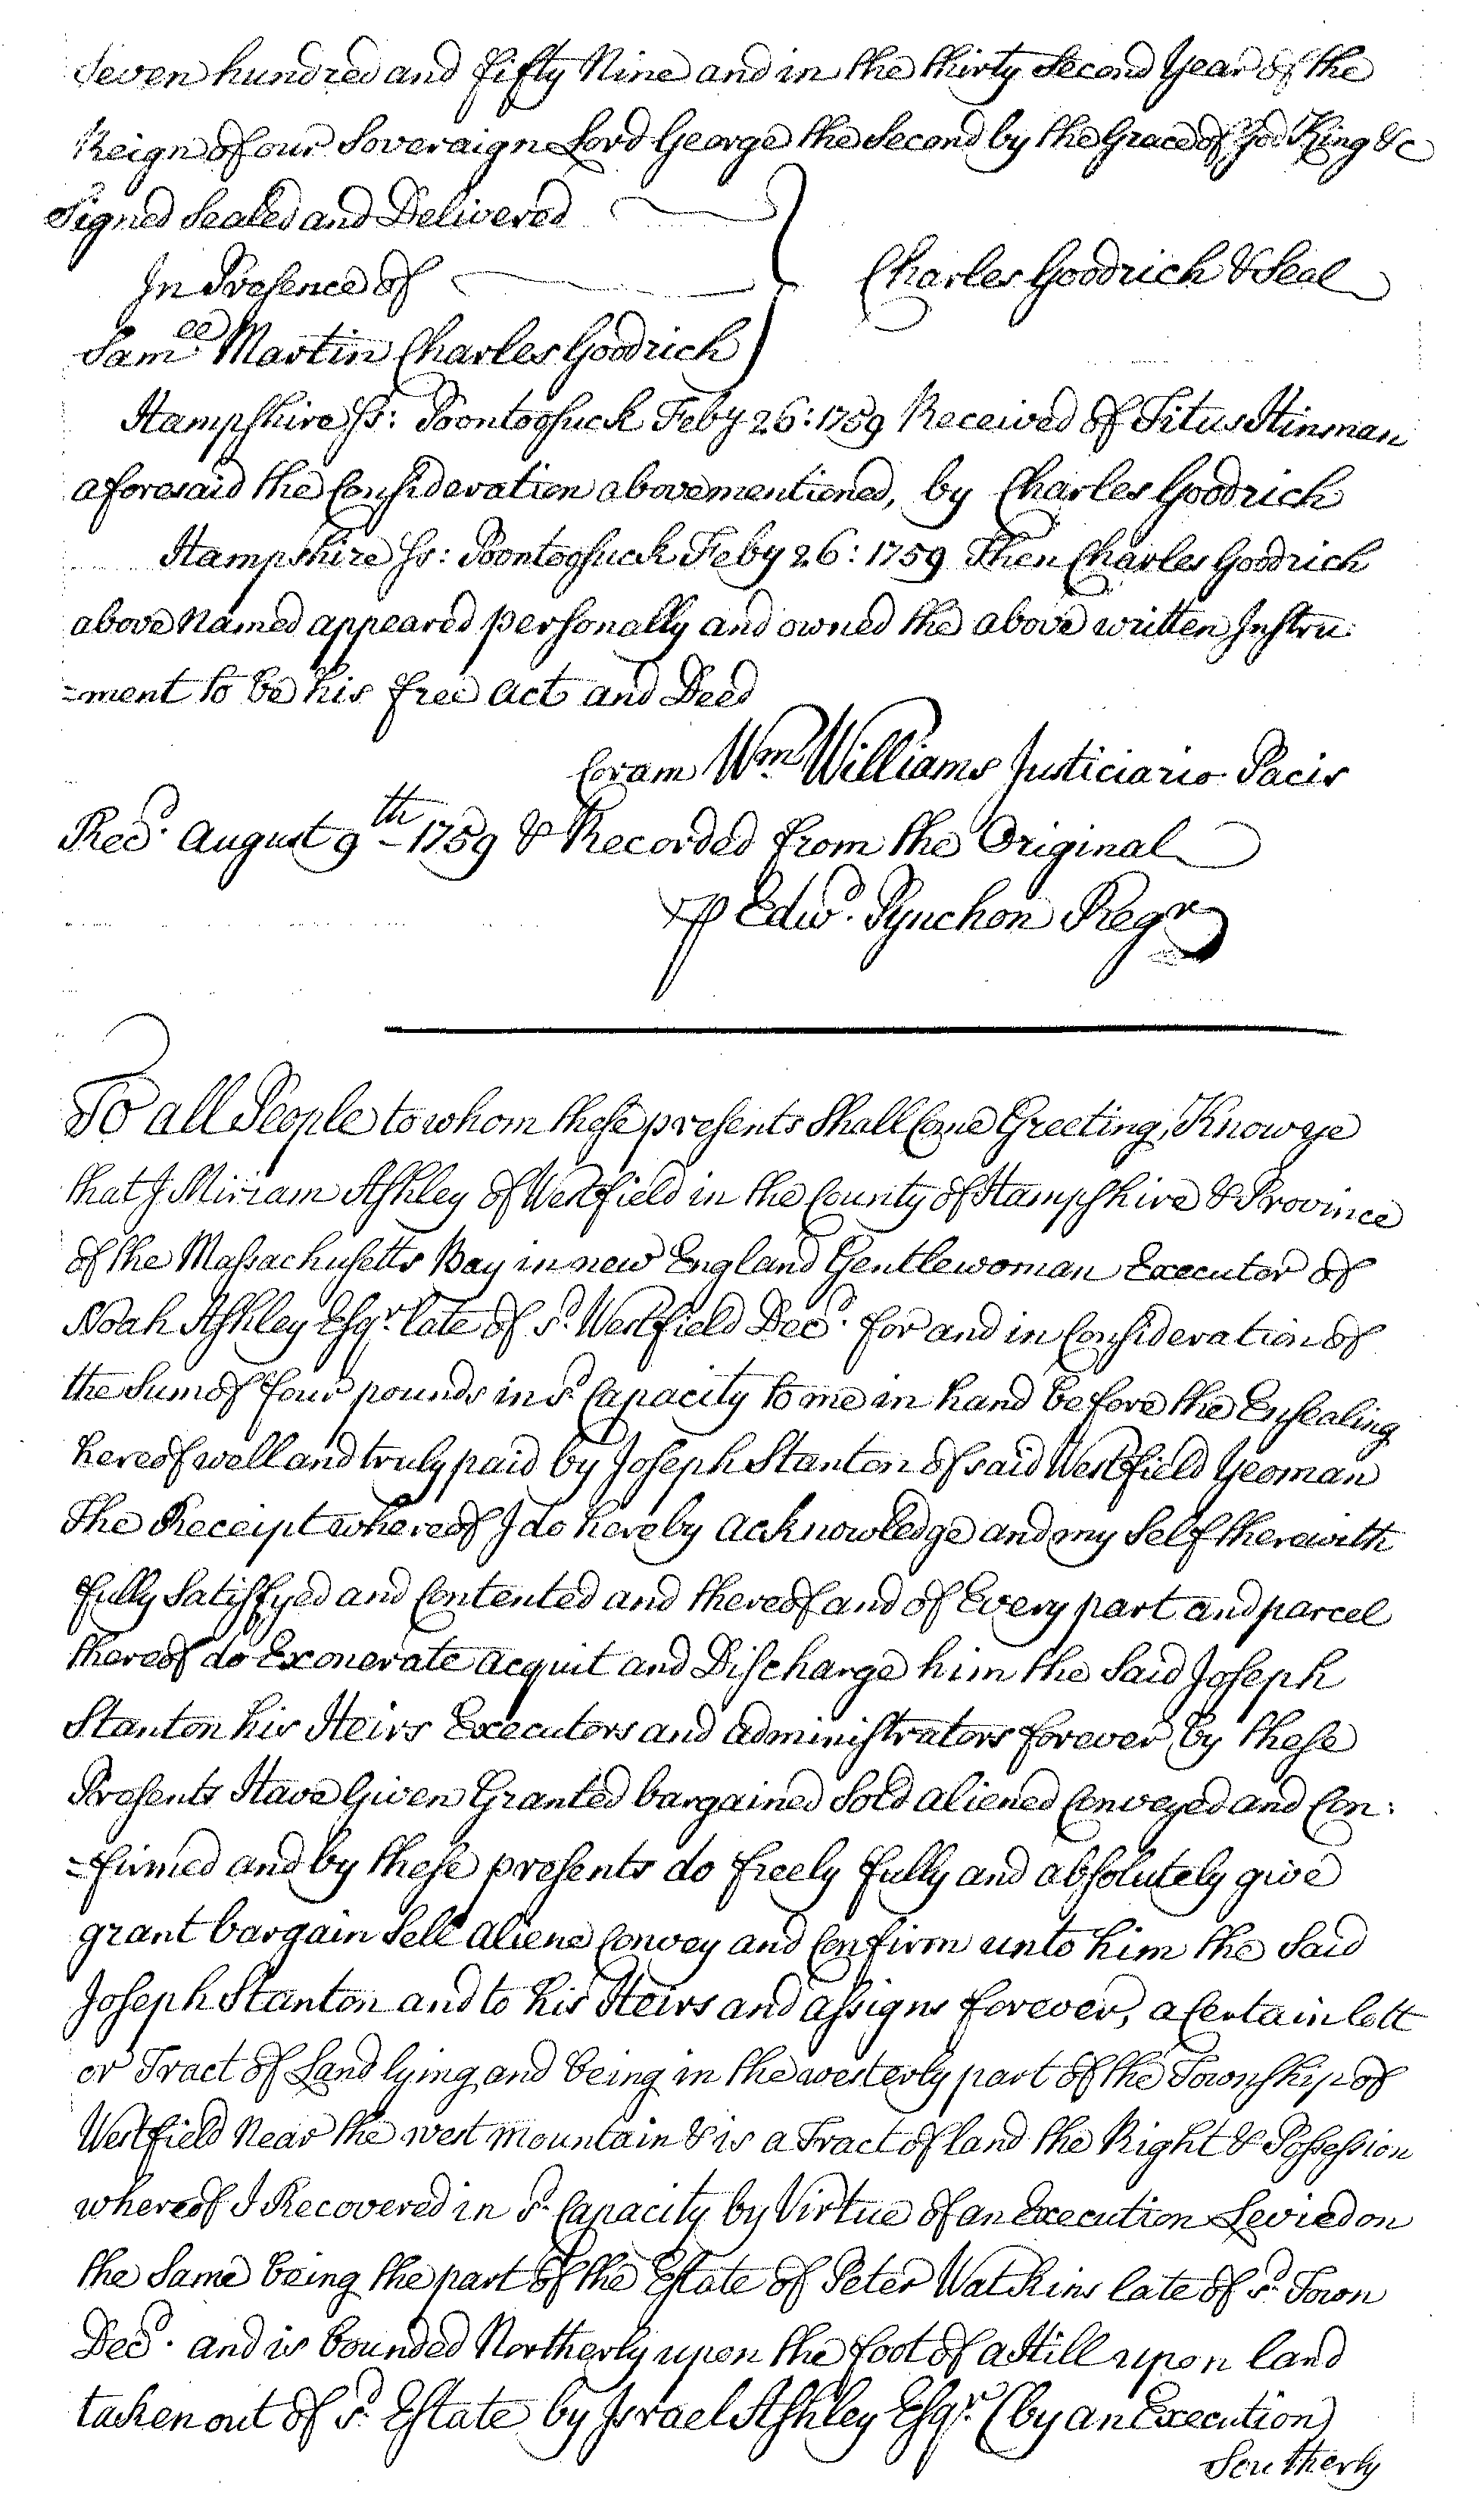 Seven hundred and fifty Nine and in the thirty Second Year of the
Reign of our Soveraign Lord George the Second by the Grace of God King &c
Signed Sealed and Delivered
In Presence of
Charles Goodrich & Seal
Samll Martin Charles Goodrich
Hampshire Ss: Poontoosuck Feby 26: 1759 Received of Titus Hinman
aforesaid the Consideration abovementioned, by Charles Goodrich
Hampshire Ss: Poontoosuck Feby 26: 1759 Then Charles Goodrich
above Named appeared personally and owned the above written Instru:
-ment to be his free act and Deed
Coram Wm Williams Justiciario Pacis
Recd. August 9th - 1759 & Recorded from the Original
℘ Edwd. Pynchon Regr
To all People to whom these presents Shall Come Greeting, Know ye
that I Miriam Ashley of Westfield in the County of Hampshire & Province
of the Massachusetts Bay in new England Gentlewoman Executor of
Noah Ashley Esqr. late of sd. Westfield Decd. for and in Consideration of
the Sum of four pounds in sd. Capacity to me in hand before the Ensealing
hereof well and truly paid by Joseph Stanton of said Westfield Yeoman
The Receipt whereof I do hereby acknowledge and my Self therewith
fully Satisfyed and Contented and thereof and of Every part and parcel
thereof do Exonerate acquit and Discharge him the Said Joseph
Stanton his Heirs Executors and administrators forever by these
Presents Have Given Granted bargained Sold aliened Conveyed and Con:
-firmed and by these presents do freely fully and absolutely give
grant bargain Sell aliene Convey and Confirm unto him the Said
Joseph Stanton and to his Heirs and assigns forever, a Certain lott
or Tract of Land lying and being in the westerly part of the Township of
Westfield Near the west mountain & is a Tract of land the Right & Possession
whereof I Recovered in sd. Capacity by Virtue of an Execution Levied on
the Same being the part of the Estate of Peter Watkins late of sd. Town
Decd. and is bounded Northerly upon the foot of a Hill upon land
taken out of sd. Estate by Israel Ashley Esqr. (by an Execution)
Southerly